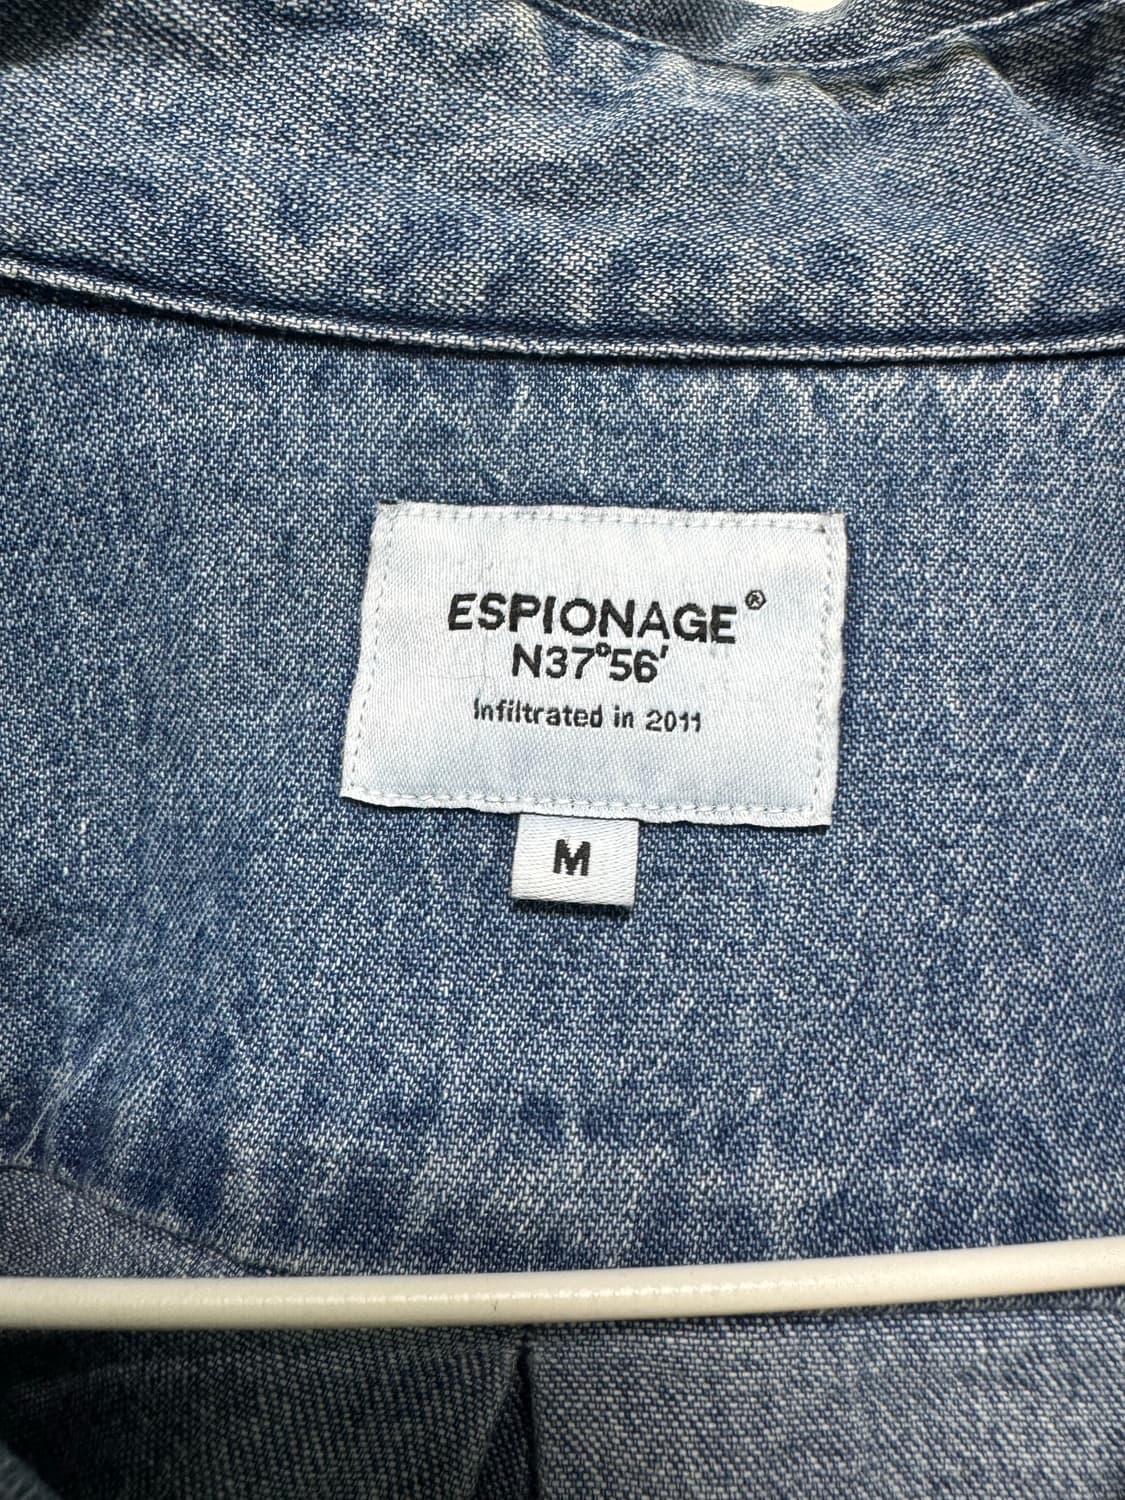 ESPIONAGE®
N37°56'
Infiltrated in 2011
M